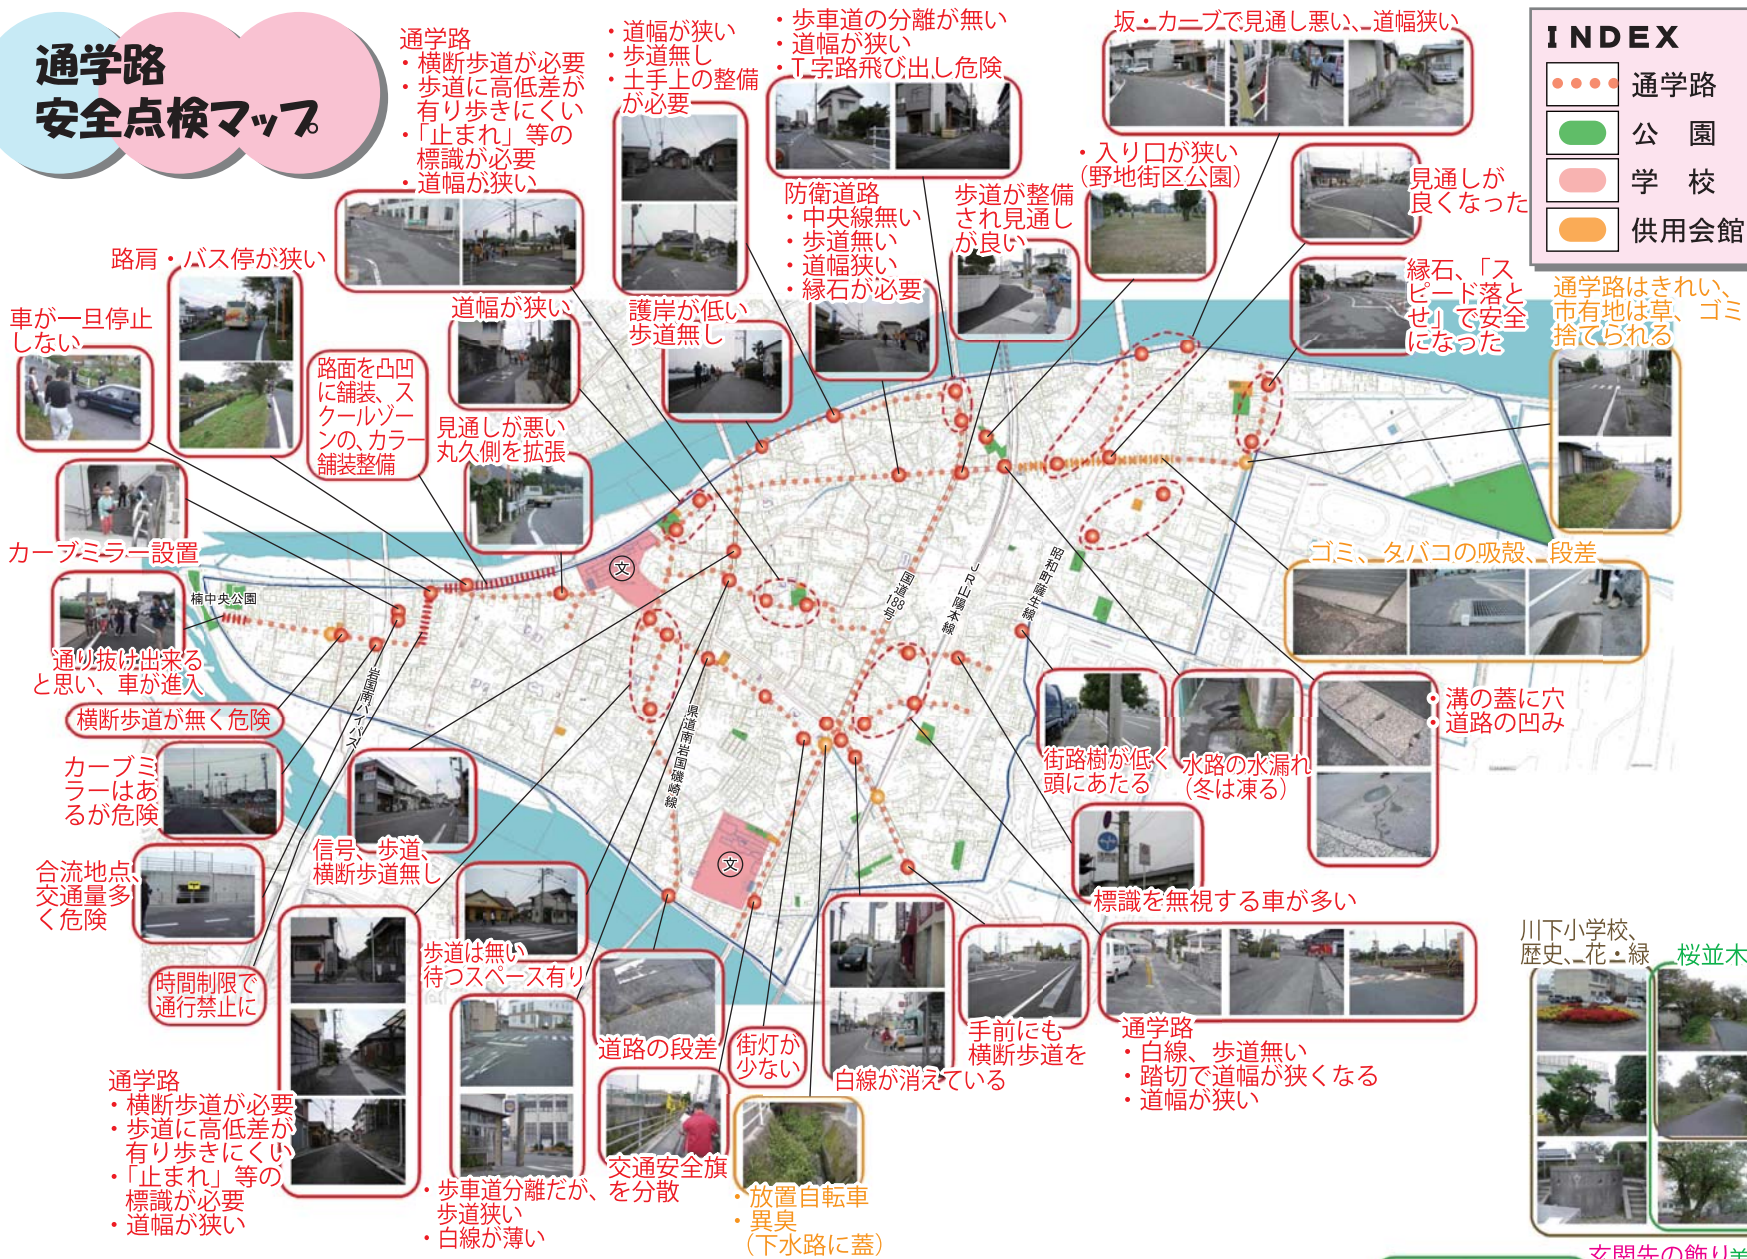 通学路
安全点検マップ
通学路
・横断歩道が必要
・歩道に高低差が
有り歩きにくい
・「止まれ」等の
標識が必要
・道幅が狭い
・道幅が狭い
・歩道無し
・土手上の整備
が必要
・歩車道の分離が無い
・道幅が狭い
・T字路飛び出し危険
坂・カーブで見通し悪い、道幅狭い
INDEX
通学路
公 園
学 校
供用会館
・入り口が狭い
(野地街区公園)
見通しが
良くなった
防衛道路
・中央線無い
・歩道無い
・道幅狭い
・縁石が必要
歩道が整備
され見通し
が良い
縁石、「ス
ピード落と
せ」で安全
になった
通学路はきれい、
市有地は草、ゴミ
捨てられる
路肩・バス停が狭い
車が一旦停止
しない
道幅が狭い
護岸が低い
歩道無し
路面を凸凹
に舗装、ス
クールゾー
ンの、カラー
舗装整備
見通しが悪い
丸久側を拡張
カーブミラー設置
楠中央公園
文
国道188号
JR山陽本線
昭和町藤生線
ゴミ、タバコの吸殻、段差
通り抜け出来る
と思い、車が進入
横断歩道が無く危険
岩国南バイパス
県道南岩国磯崎線
・溝の蓋に穴
・道路の凹み
街路樹が低く
頭にあたる
水路の水漏れ
(冬は凍る)
カーブミ
ラーはあ
るが危険
信号、歩道、
横断歩道無し
文
合流地点、
交通量多
く危険
標識を無視する車が多い
歩道は無い
待つスペース有り
時間制限で
通行禁止に
川下小学校、
歴史、花・緑
桜並木
道路の段差
街灯が
少ない
白線が消えている
手前にも
横断歩道を
通学路
・白線、歩道無い
・踏切で道幅が狭くなる
・道幅が狭い
通学路
・横断歩道が必要
・歩道に高低差が
有り歩きにくい
・「止まれ」等の
標識が必要
・道幅が狭い
・歩車道分離だが、
歩道狭い
・白線が薄い
交通安全旗
を分散
・放置自転車
・異臭
(下水路に蓋)
玄関先の飾り